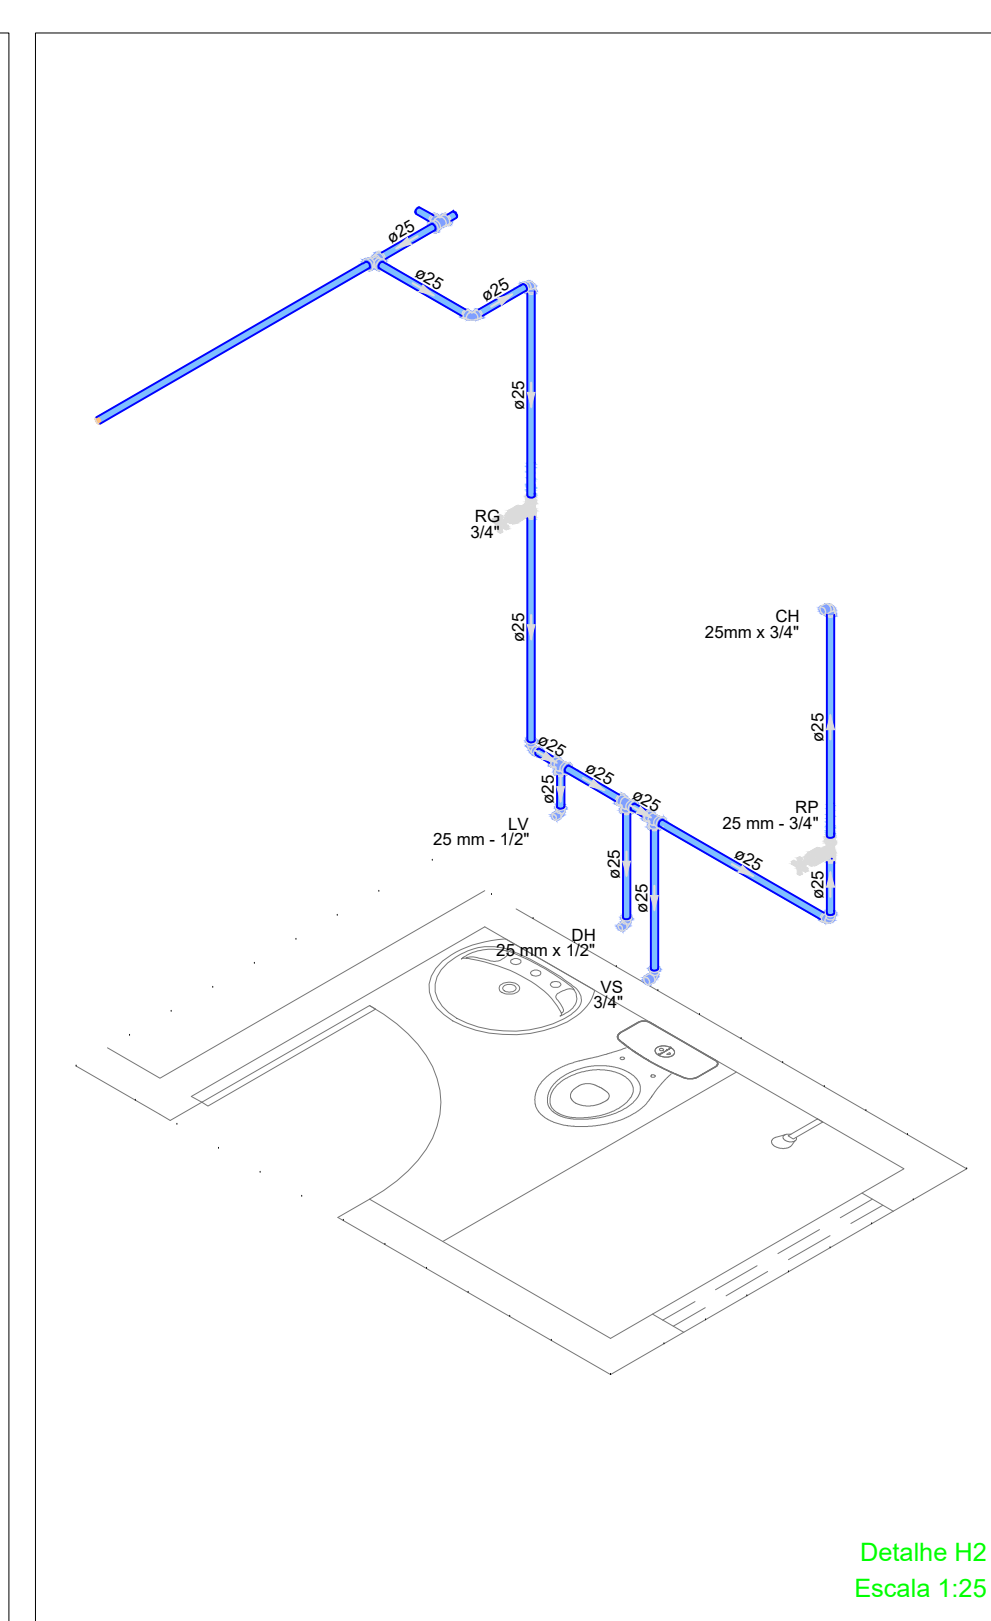 ø25
ø25
ø25
ø25
RG
3/4"
ø25
CH
25mm x 3/4"
ø25
ø25
ø25
ø25
ø25
RP
25 mm - 3/4"
LV
25 mm - 1/2"
ø25
ø25
ø25
ø25
DH
25 mm x 1/2"
VS
3/4"
Detalhe H2
Escala 1:25